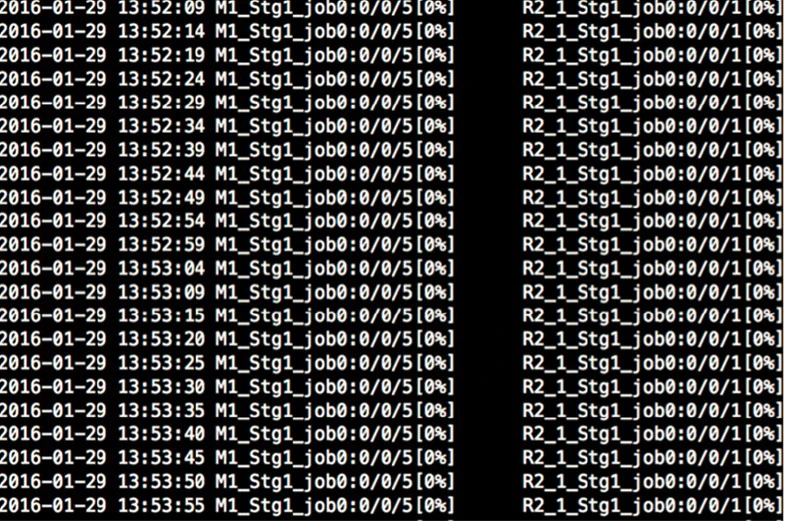 2016-01-29 13:52:09 M1_Stg1_job0:0/0/5[0%] R2_1_Stg1_job0:0/0/1[0%]
2016-01-29 13:52:14 M1_Stg1_job0:0/0/5[0%] R2_1_Stg1_job0:0/0/1[0%]
2016-01-29 13:52:19 M1_Stg1_job0:0/0/5[0%] R2_1_Stg1_job0:0/0/1[0%]
2016-01-29 13:52:24 M1_Stg1_job0:0/0/5[0%] R2_1_Stg1_job0:0/0/1[0%]
2016-01-29 13:52:29 M1_Stg1_job0:0/0/5[0%] R2_1_Stg1_job0:0/0/1[0%]
2016-01-29 13:52:34 M1_Stg1_job0:0/0/5[0%] R2_1_Stg1_job0:0/0/1[0%]
2016-01-29 13:52:39 M1_Stg1_job0:0/0/5[0%] R2_1_Stg1_job0:0/0/1[0%]
2016-01-29 13:52:44 M1_Stg1_job0:0/0/5[0%] R2_1_Stg1_job0:0/0/1[0%]
2016-01-29 13:52:49 M1_Stg1_job0:0/0/5[0%] R2_1_Stg1_job0:0/0/1[0%]
2016-01-29 13:52:54 M1_Stg1_job0:0/0/5[0%] R2_1_Stg1_job0:0/0/1[0%]
2016-01-29 13:52:59 M1_Stg1_job0:0/0/5[0%] R2_1_Stg1_job0:0/0/1[0%]
2016-01-29 13:53:04 M1_Stg1_job0:0/0/5[0%] R2_1_Stg1_job0:0/0/1[0%]
2016-01-29 13:53:09 M1_Stg1_job0:0/0/5[0%] R2_1_Stg1_job0:0/0/1[0%]
2016-01-29 13:53:15 M1_Stg1_job0:0/0/5[0%] R2_1_Stg1_job0:0/0/1[0%]
2016-01-29 13:53:20 M1_Stg1_job0:0/0/5[0%] R2_1_Stg1_job0:0/0/1[0%]
2016-01-29 13:53:25 M1_Stg1_job0:0/0/5[0%] R2_1_Stg1_job0:0/0/1[0%]
2016-01-29 13:53:30 M1_Stg1_job0:0/0/5[0%] R2_1_Stg1_job0:0/0/1[0%]
2016-01-29 13:53:35 M1_Stg1_job0:0/0/5[0%] R2_1_Stg1_job0:0/0/1[0%]
2016-01-29 13:53:40 M1_Stg1_job0:0/0/5[0%] R2_1_Stg1_job0:0/0/1[0%]
2016-01-29 13:53:45 M1_Stg1_job0:0/0/5[0%] R2_1_Stg1_job0:0/0/1[0%]
2016-01-29 13:53:50 M1_Stg1_job0:0/0/5[0%] R2_1_Stg1_job0:0/0/1[0%]
2016-01-29 13:53:55 M1_Stg1_job0:0/0/5[0%] R2_1_Stg1_job0:0/0/1[0%]